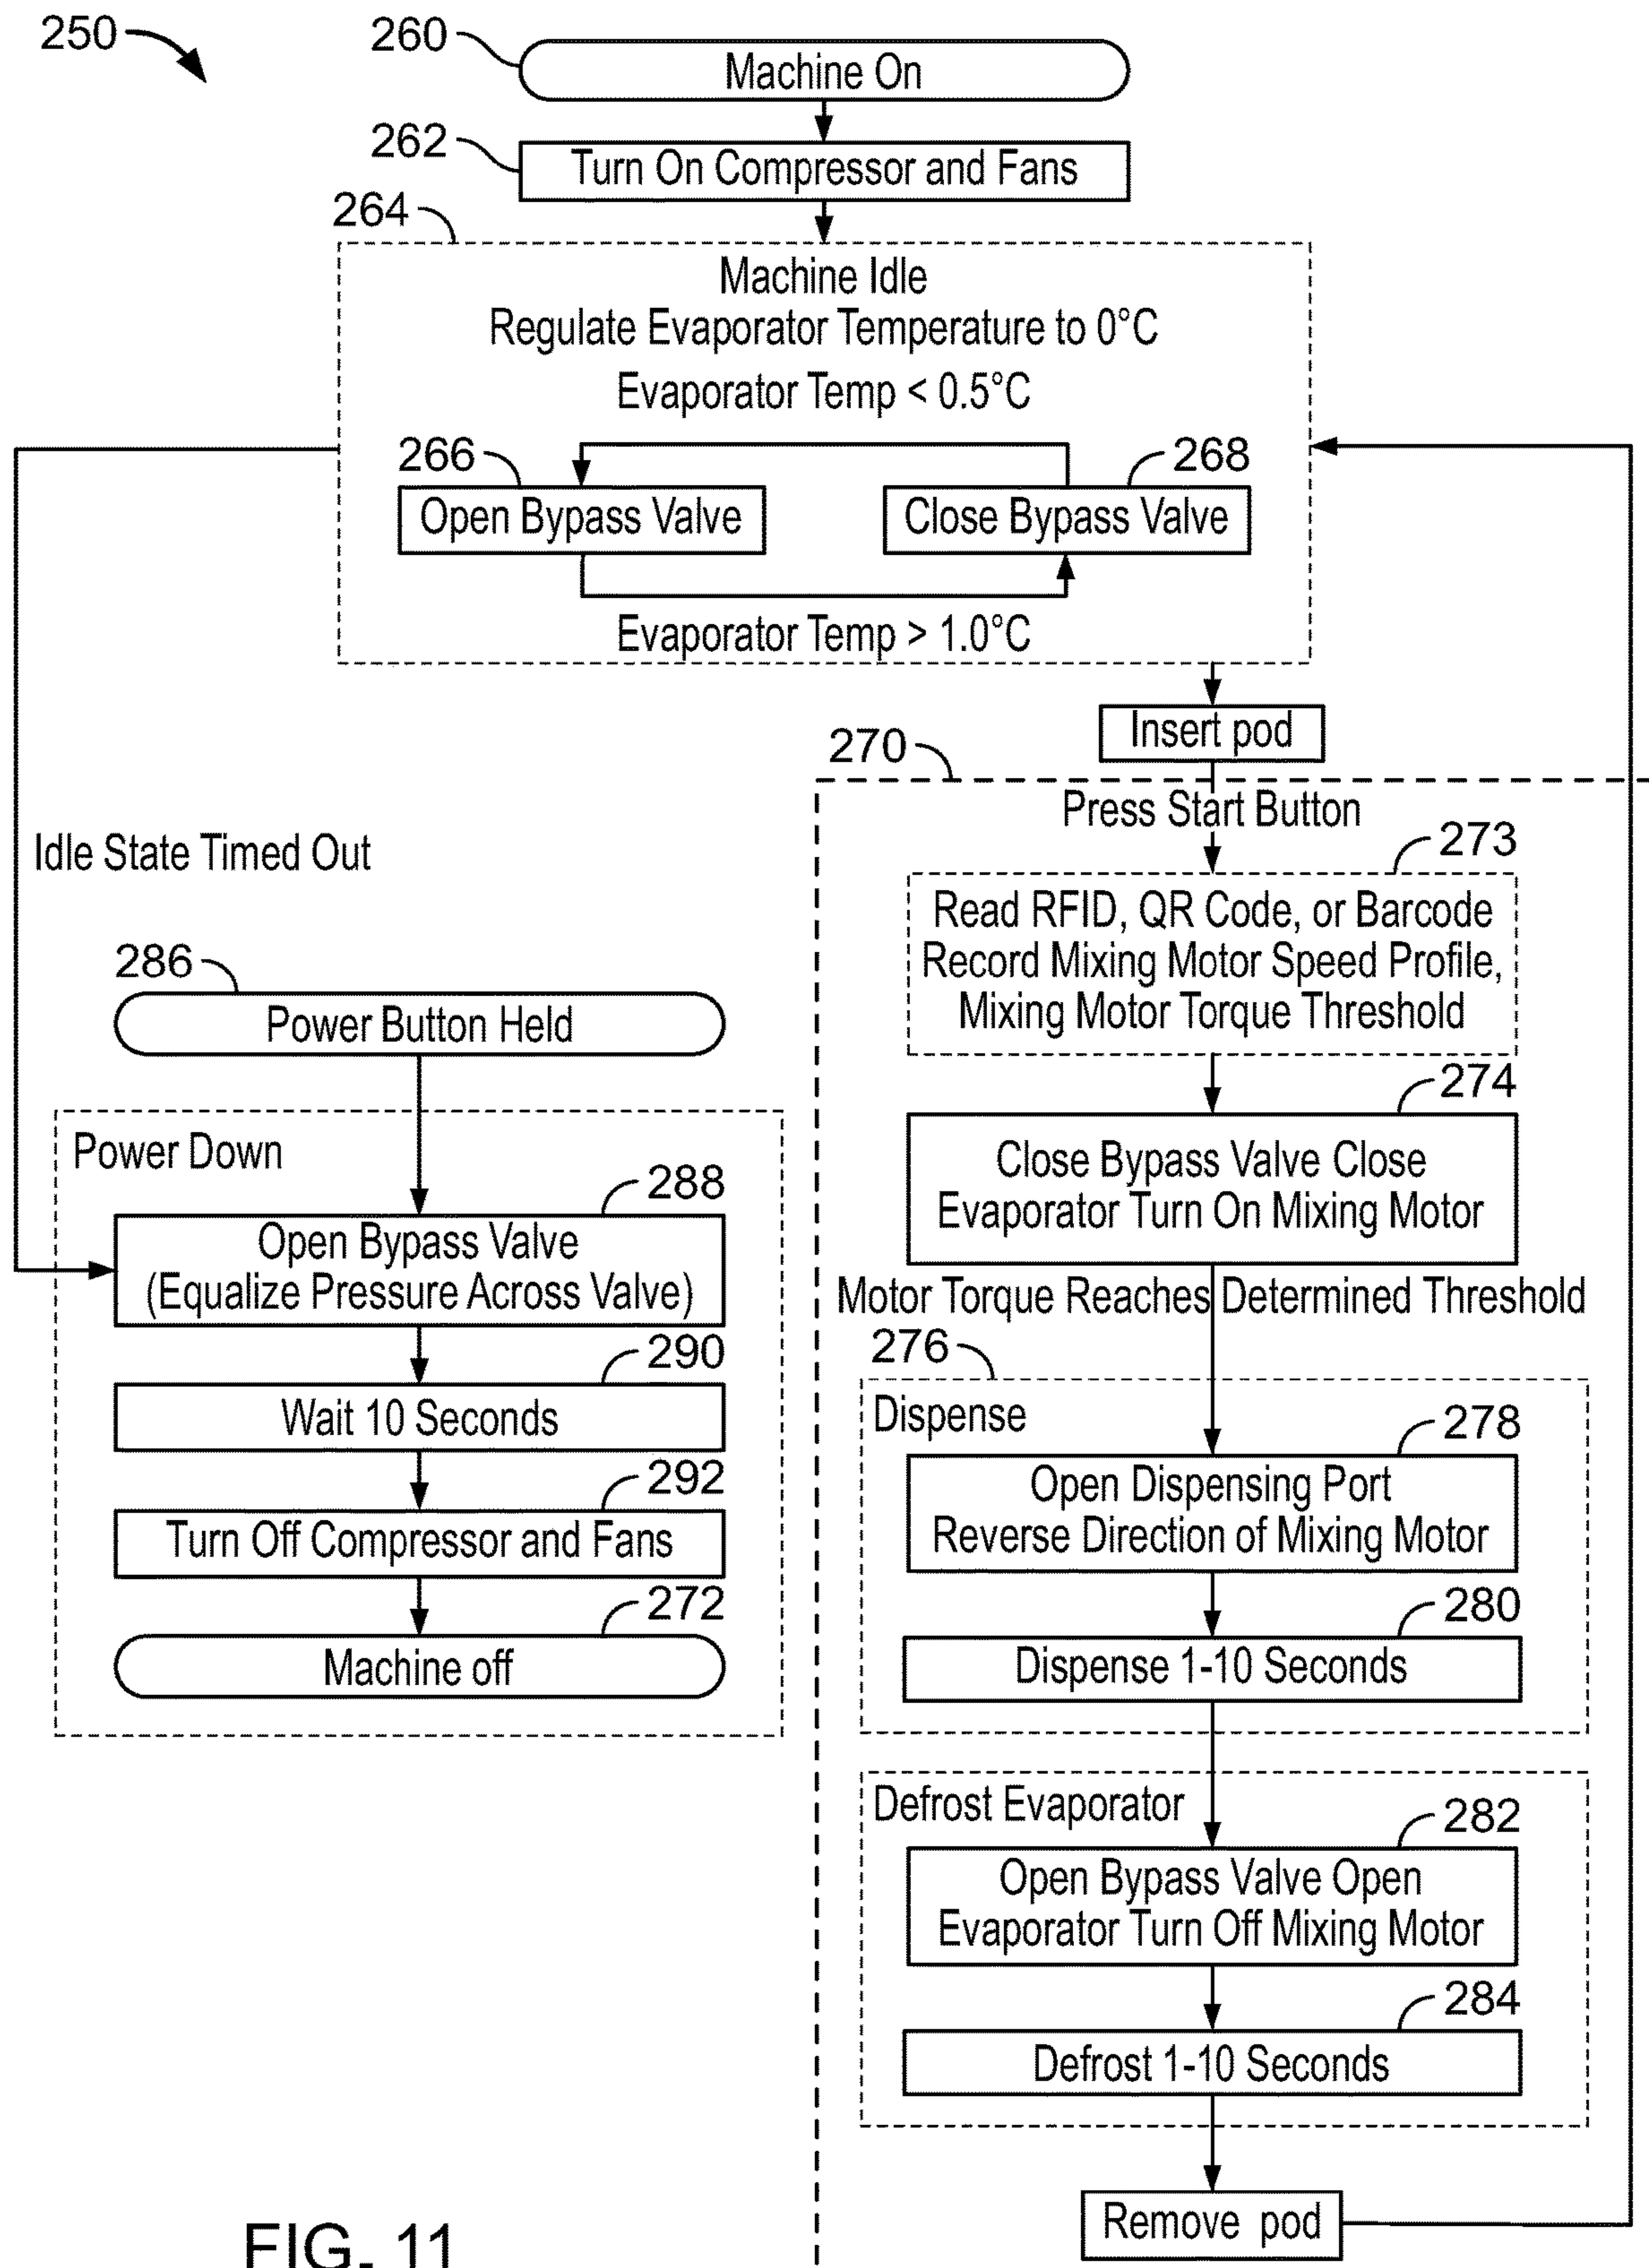 250
260
Machine On
262
Turn On Compressor and Fans
264
Machine Idle
Regulate Evaporator Temperature to 0°C
Evaporator Temp < 0.5°C
266
268
Open Bypass Valve
Close Bypass Valve
Evaporator Temp > 1.0°C
Insert pod
270
Press Start Button
273
Idle State Timed Out
Read RFID, QR Code, or Barcode
Record Mixing Motor Speed Profile,
Mixing Motor Torque Threshold
286
Power Button Held
274
Power Down
Close Bypass Valve Close
Evaporator Turn On Mixing Motor
288
Open Bypass Valve
(Equalize Pressure Across Valve)
Motor Torque Reaches Determined Threshold
290
Wait 10 Seconds
276
Dispense
278
292
Open Dispensing Port
Reverse Direction of Mixing Motor
Turn Off Compressor and Fans
272
280
Machine off
Dispense 1-10 Seconds
Defrost Evaporator
282
Open Bypass Valve Open
Evaporator Turn Off Mixing Motor
284
Defrost 1-10 Seconds
Remove pod
FIG. 11